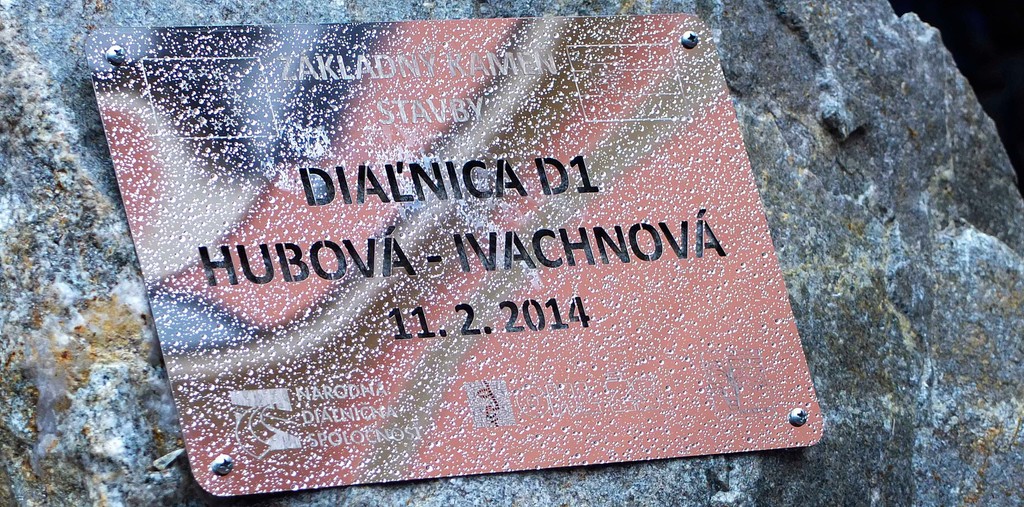 ZÁKLADNÝ KAMEŇ
STAVBY
DIAĽNICA D1
HUBOVÁ - IVACHNOVÁ
11. 2. 2014
NÁRODNÁ
DIAĽNIČNÁ
SPOLOČNOSŤ